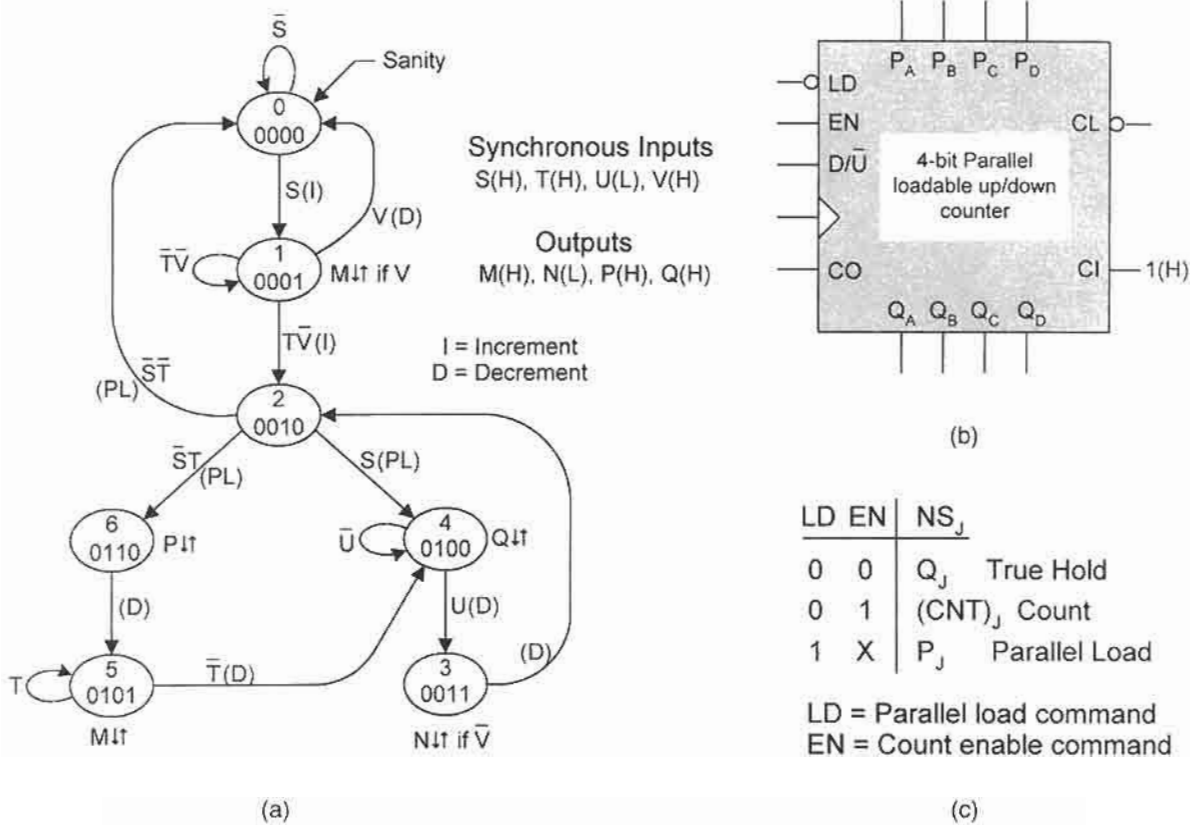 S̄
Sanity
0
0000
S(I)
V(D)
T̄V̄
1
0001
M↓↑ if V
TV̄(I)
S̄T̄
(PL)
2
0010
S̄T
(PL)
S(PL)
6
0110
P↓↑
Ū
4
0100
Q↓↑
(D)
U(D)
(D)
T
5
0101
T̄(D)
3
0011
M↓↑
N↓↑ if V̄
(a)
Synchronous Inputs
S(H), T(H), U(L), V(H)
Outputs
M(H), N(L), P(H), Q(H)
I = Increment
D = Decrement
P_A P_B P_C P_D
LD
EN
CL
D/Ū
4-bit Parallel
loadable up/down
counter
CO
CI
1(H)
Q_A Q_B Q_C Q_D
(b)
LD EN NS_J
0 0 Q_J True Hold
0 1 (CNT)_J Count
1 X P_J Parallel Load
LD = Parallel load command
EN = Count enable command
(c)